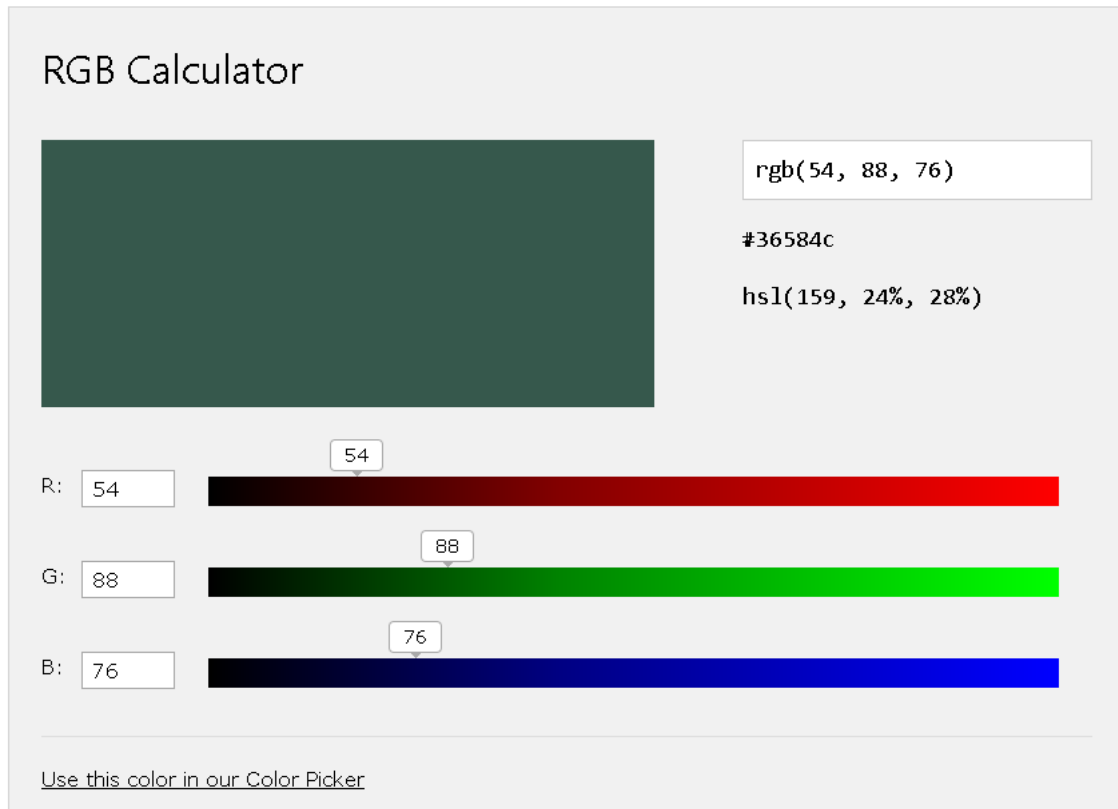 RGB Calculator
rgb(54, 88, 76)
#36584c
hsl(159, 24%, 28%)
54
R: 54
88
G: 88
76
B: 76
Use this color in our Color Picker